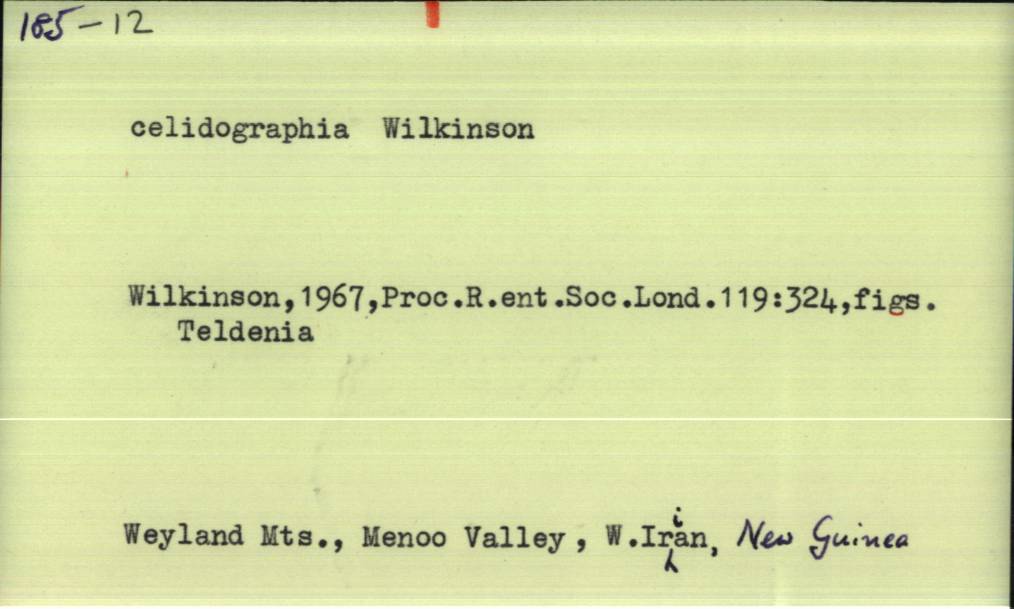 185-12
celidographia Wilkinson
Wilkinson,1967,Proc.R.ent.Soc.Lond.119:324,figs.
Teldenia
Weyland Mts., Menoo Valley, W.Irian, New Guinea